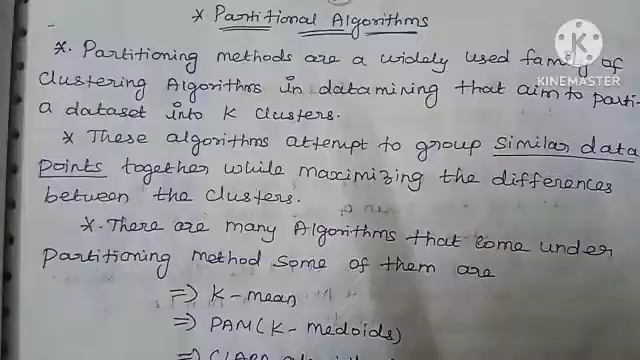 * Partitional Algorithms
*. Partitioning methods are a widely used family of
clustering Algorithms in datamining that aim to parti-
a dataset into K clusters.
* These algorithms attempt to group similar data
points together while maximizing the differences
between the clusters.
* There are many Algorithms that come under
partitioning method some of them are
=> K-mean
=> PAM (K-medoids)
=> CLARA
KINEMASTER